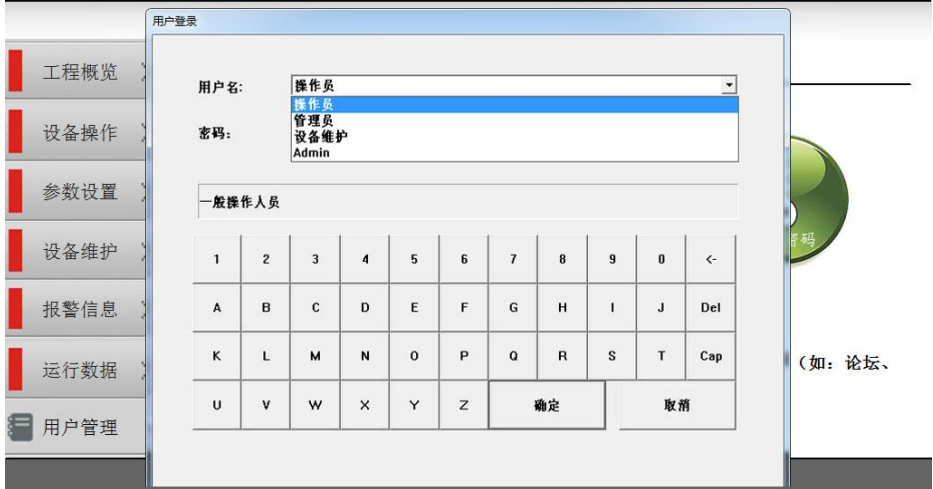 用户登录
工程概览
设备操作
参数设置
设备维护
报警信息
运行数据
用户管理
用户名:
操作员
操作员
管理员
设备维护
Admin
密码:
一般操作人员
1 2 3 4 5 6 7 8 9 0 <-
A B C D E F G H I J Del
K L M N O P Q R S T Cap
U V W X Y Z 确定 取消
密码
(如: 论坛、